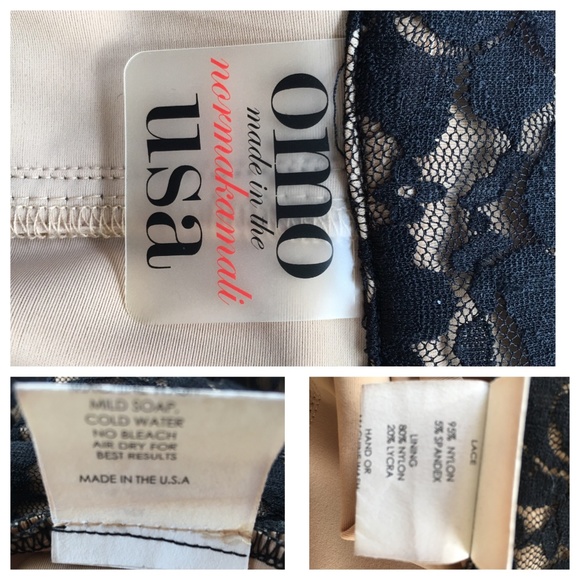 omo
made in the
normakamali
usa
MILD SOAP,
COLD WATER
NO BLEACH
AIR DRY FOR
BEST RESULTS
MADE IN THE U.S.A
LACE
95% NYLON
5% SPANDEX
LINING
80% NYLON
20% LYCRA
HAND OR